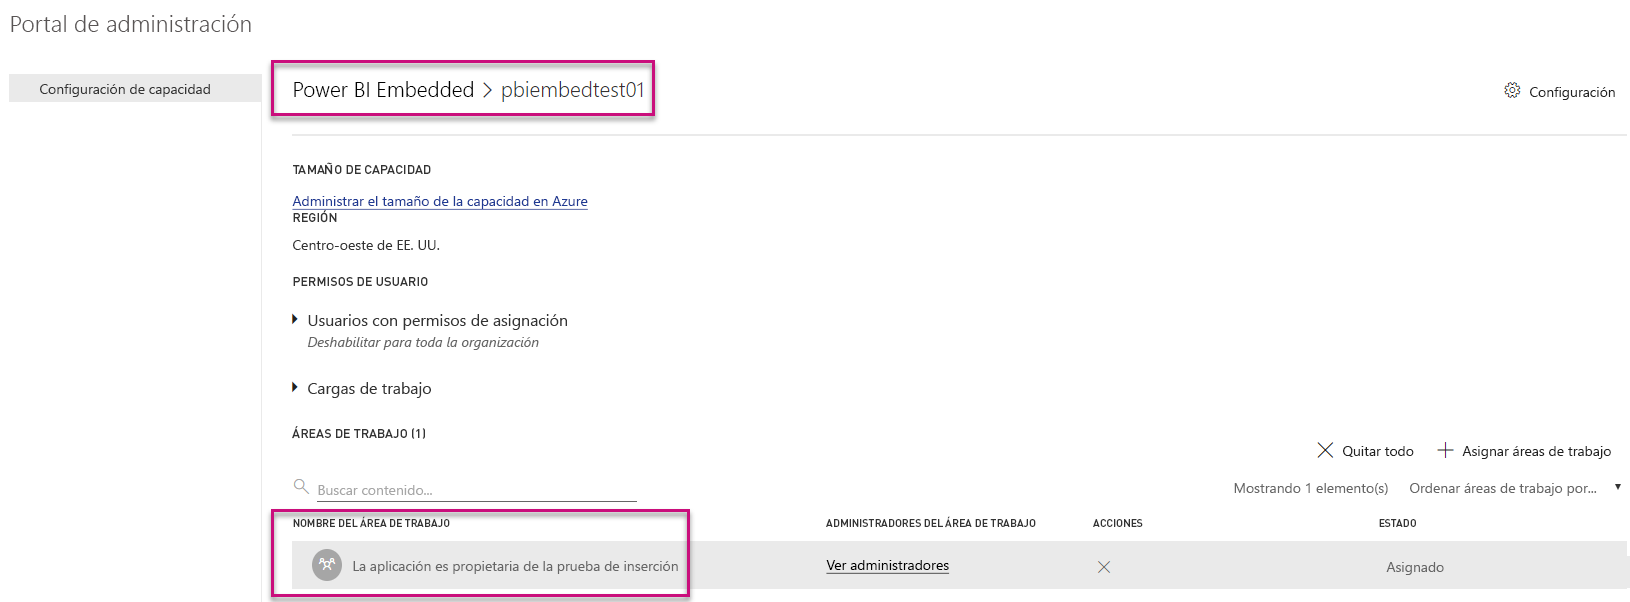 Portal de administración
Configuración de capacidad
Power BI Embedded > pbiembedtest01
Configuración
TAMAÑO DE CAPACIDAD
Administrar el tamaño de la capacidad en Azure
REGIÓN
Centro-oeste de EE. UU.
PERMISOS DE USUARIO
Usuarios con permisos de asignación
Deshabilitar para toda la organización
Cargas de trabajo
ÁREAS DE TRABAJO (1)
Quitar todo
Asignar áreas de trabajo
Buscar contenido...
Mostrando 1 elemento(s)
Ordenar áreas de trabajo por...
NOMBRE DEL ÁREA DE TRABAJO
ADMINISTRADORES DEL ÁREA DE TRABAJO
ACCIONES
ESTADO
La aplicación es propietaria de la prueba de inserción
Ver administradores
Asignado